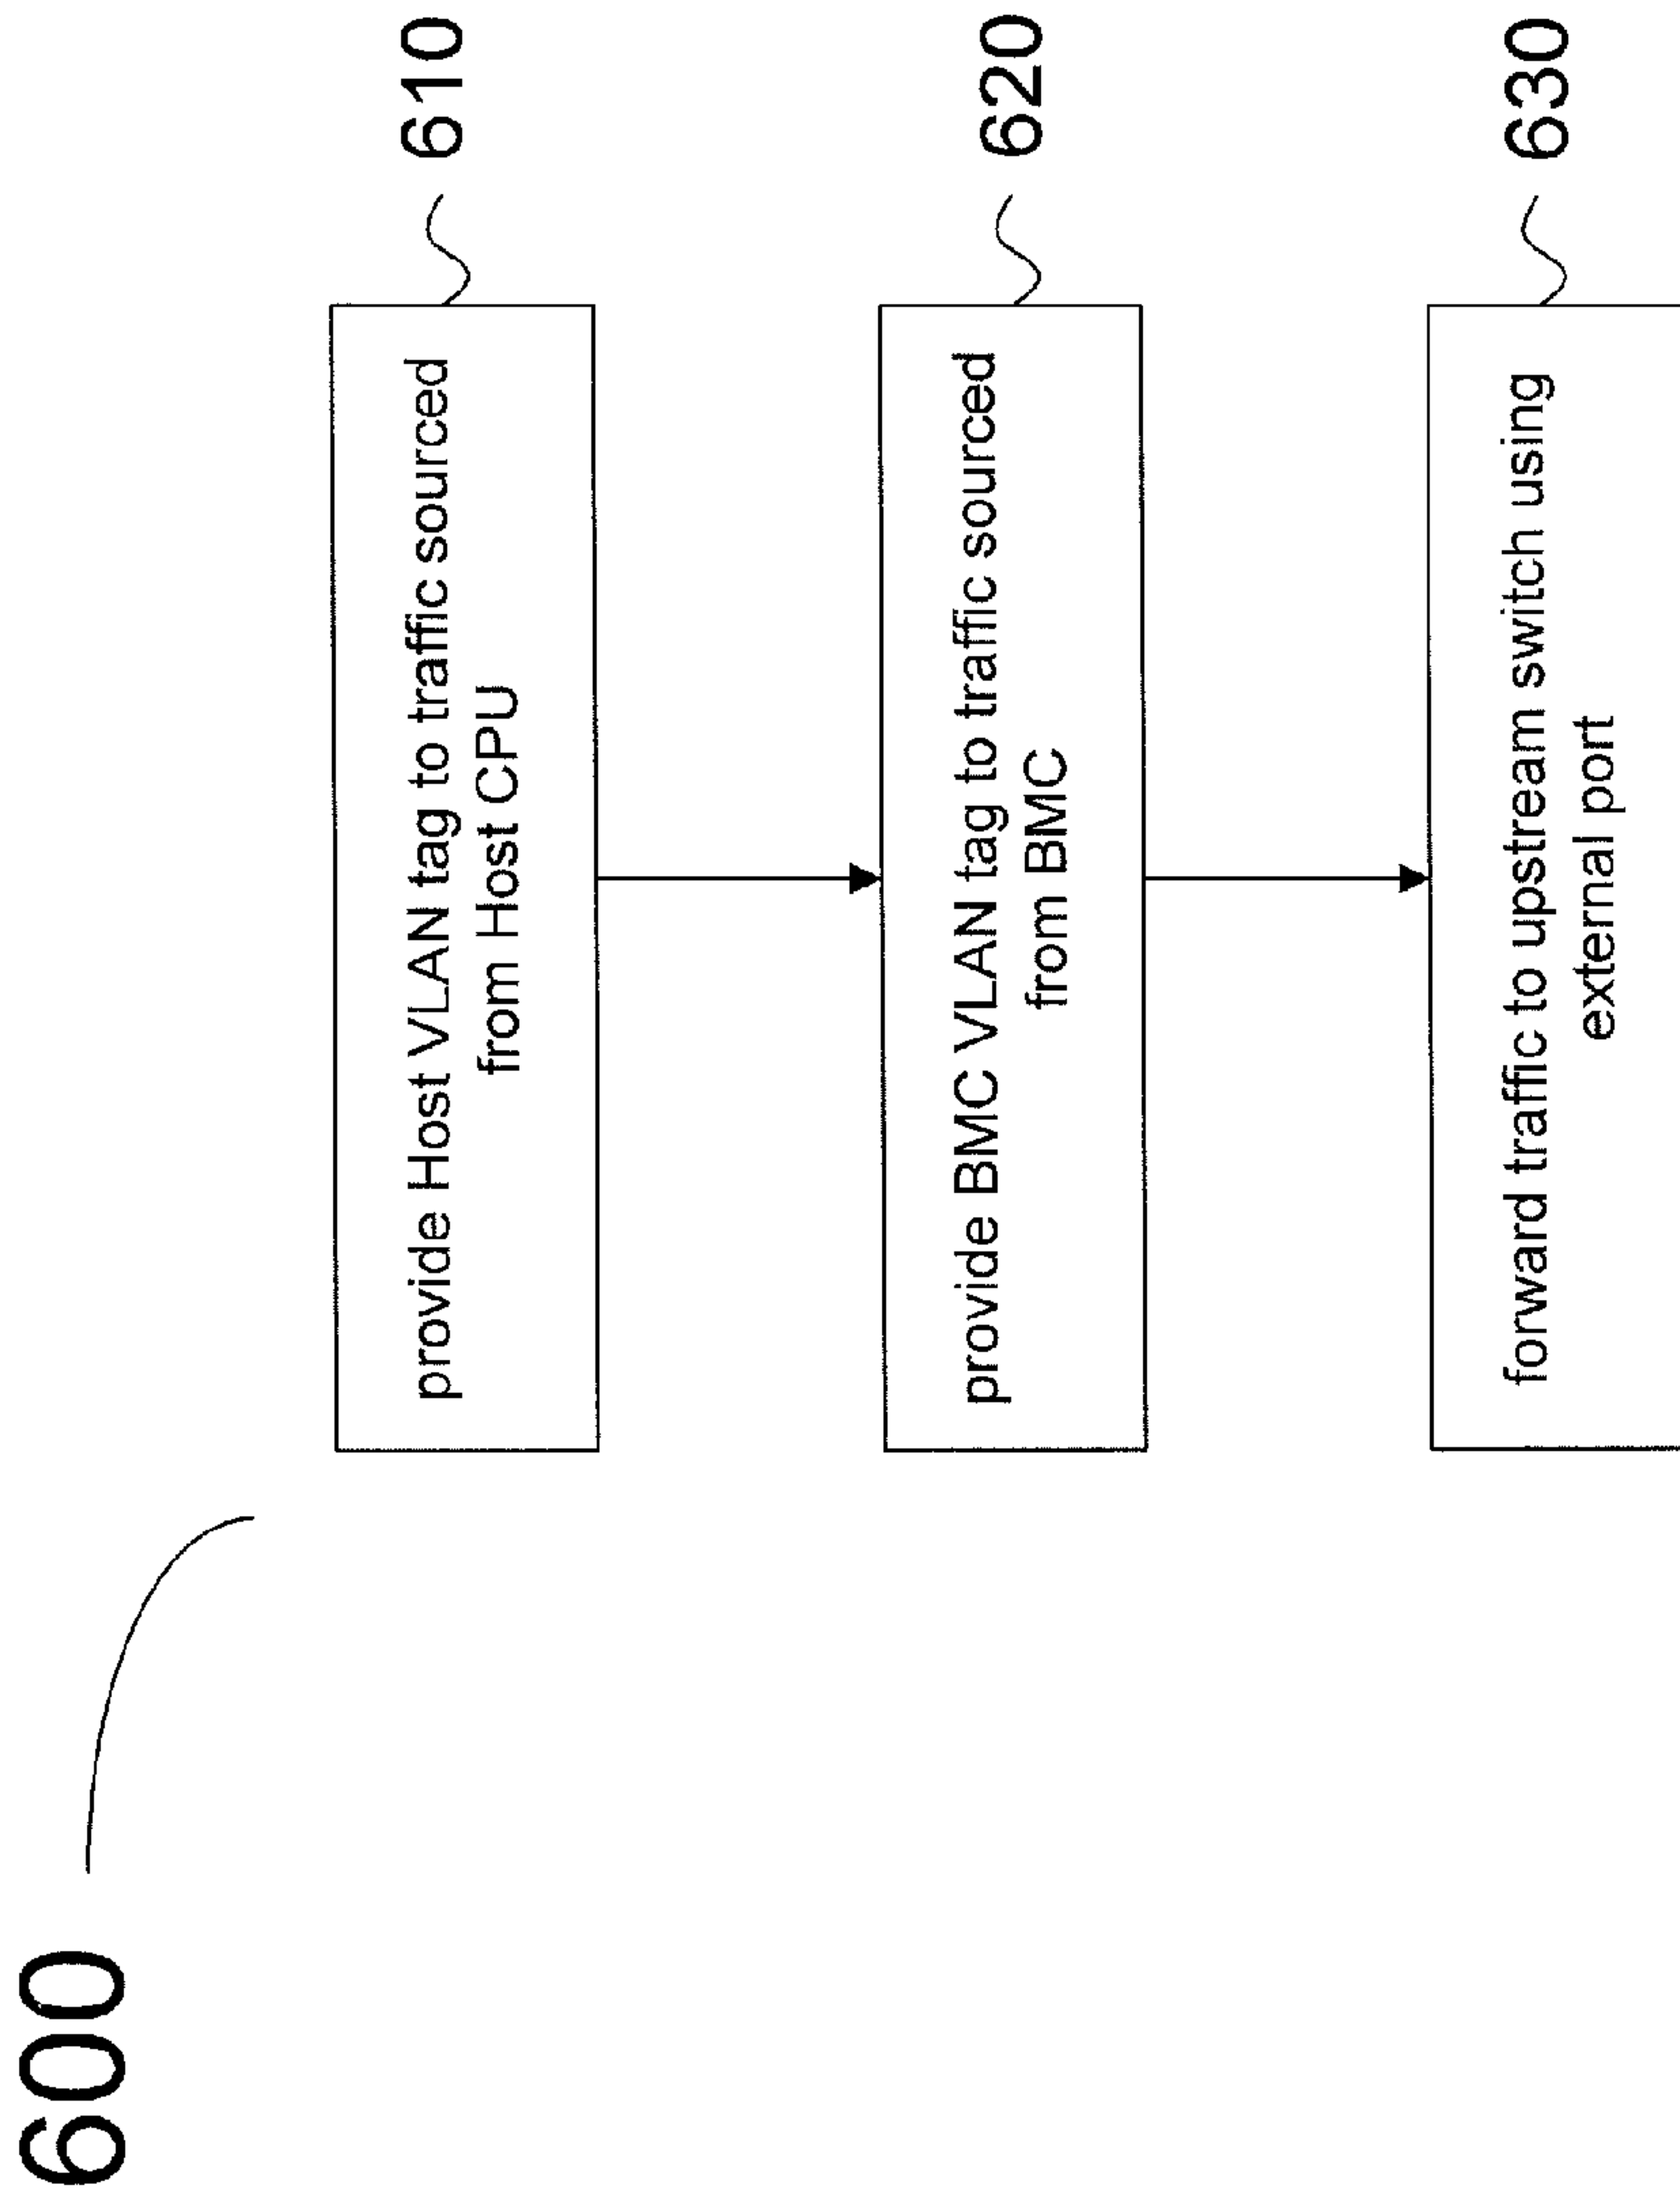 600
provide Host VLAN tag to traffic sourced
from Host CPU
610
provide BMC VLAN tag to traffic sourced
from BMC
620
forward traffic to upstream switch using
external port
630